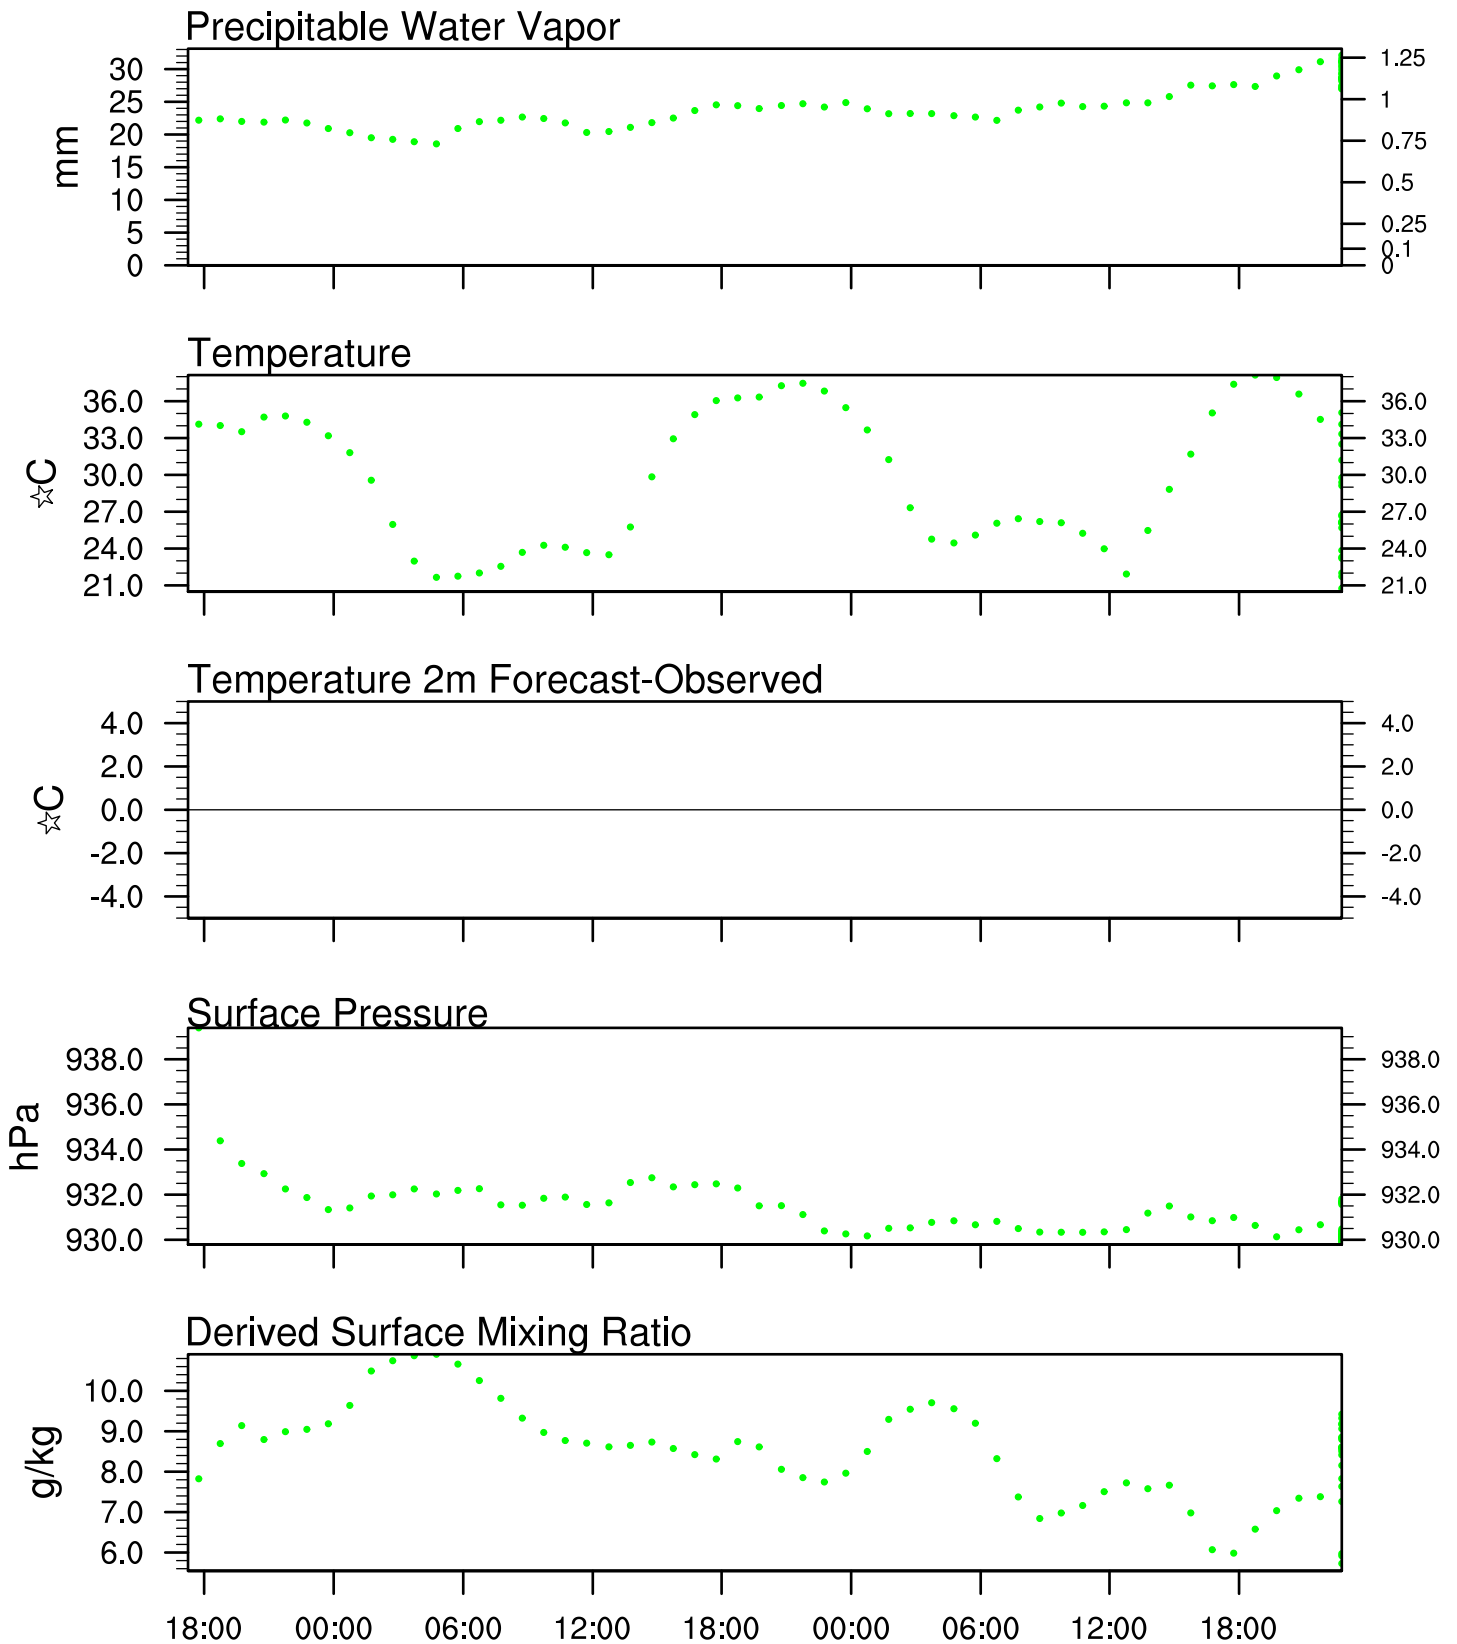 Precipitable Water Vapor
mm
30 1.25
25 1
20 0.75
15
10 0.5
5 0.25
0.1
0 0
Temperature
☆C
36.0 36.0
33.0 33.0
30.0 30.0
27.0 27.0
24.0 24.0
21.0 21.0
Temperature 2m Forecast-Observed
☆C
4.0 4.0
2.0 2.0
0.0 0.0
-2.0 -2.0
-4.0 -4.0
Surface Pressure
hPa
938.0 938.0
936.0 936.0
934.0 934.0
932.0 932.0
930.0 930.0
Derived Surface Mixing Ratio
g/kg
10.0
9.0
8.0
7.0
6.0
18:00 00:00 06:00 12:00 18:00 00:00 06:00 12:00 18:00